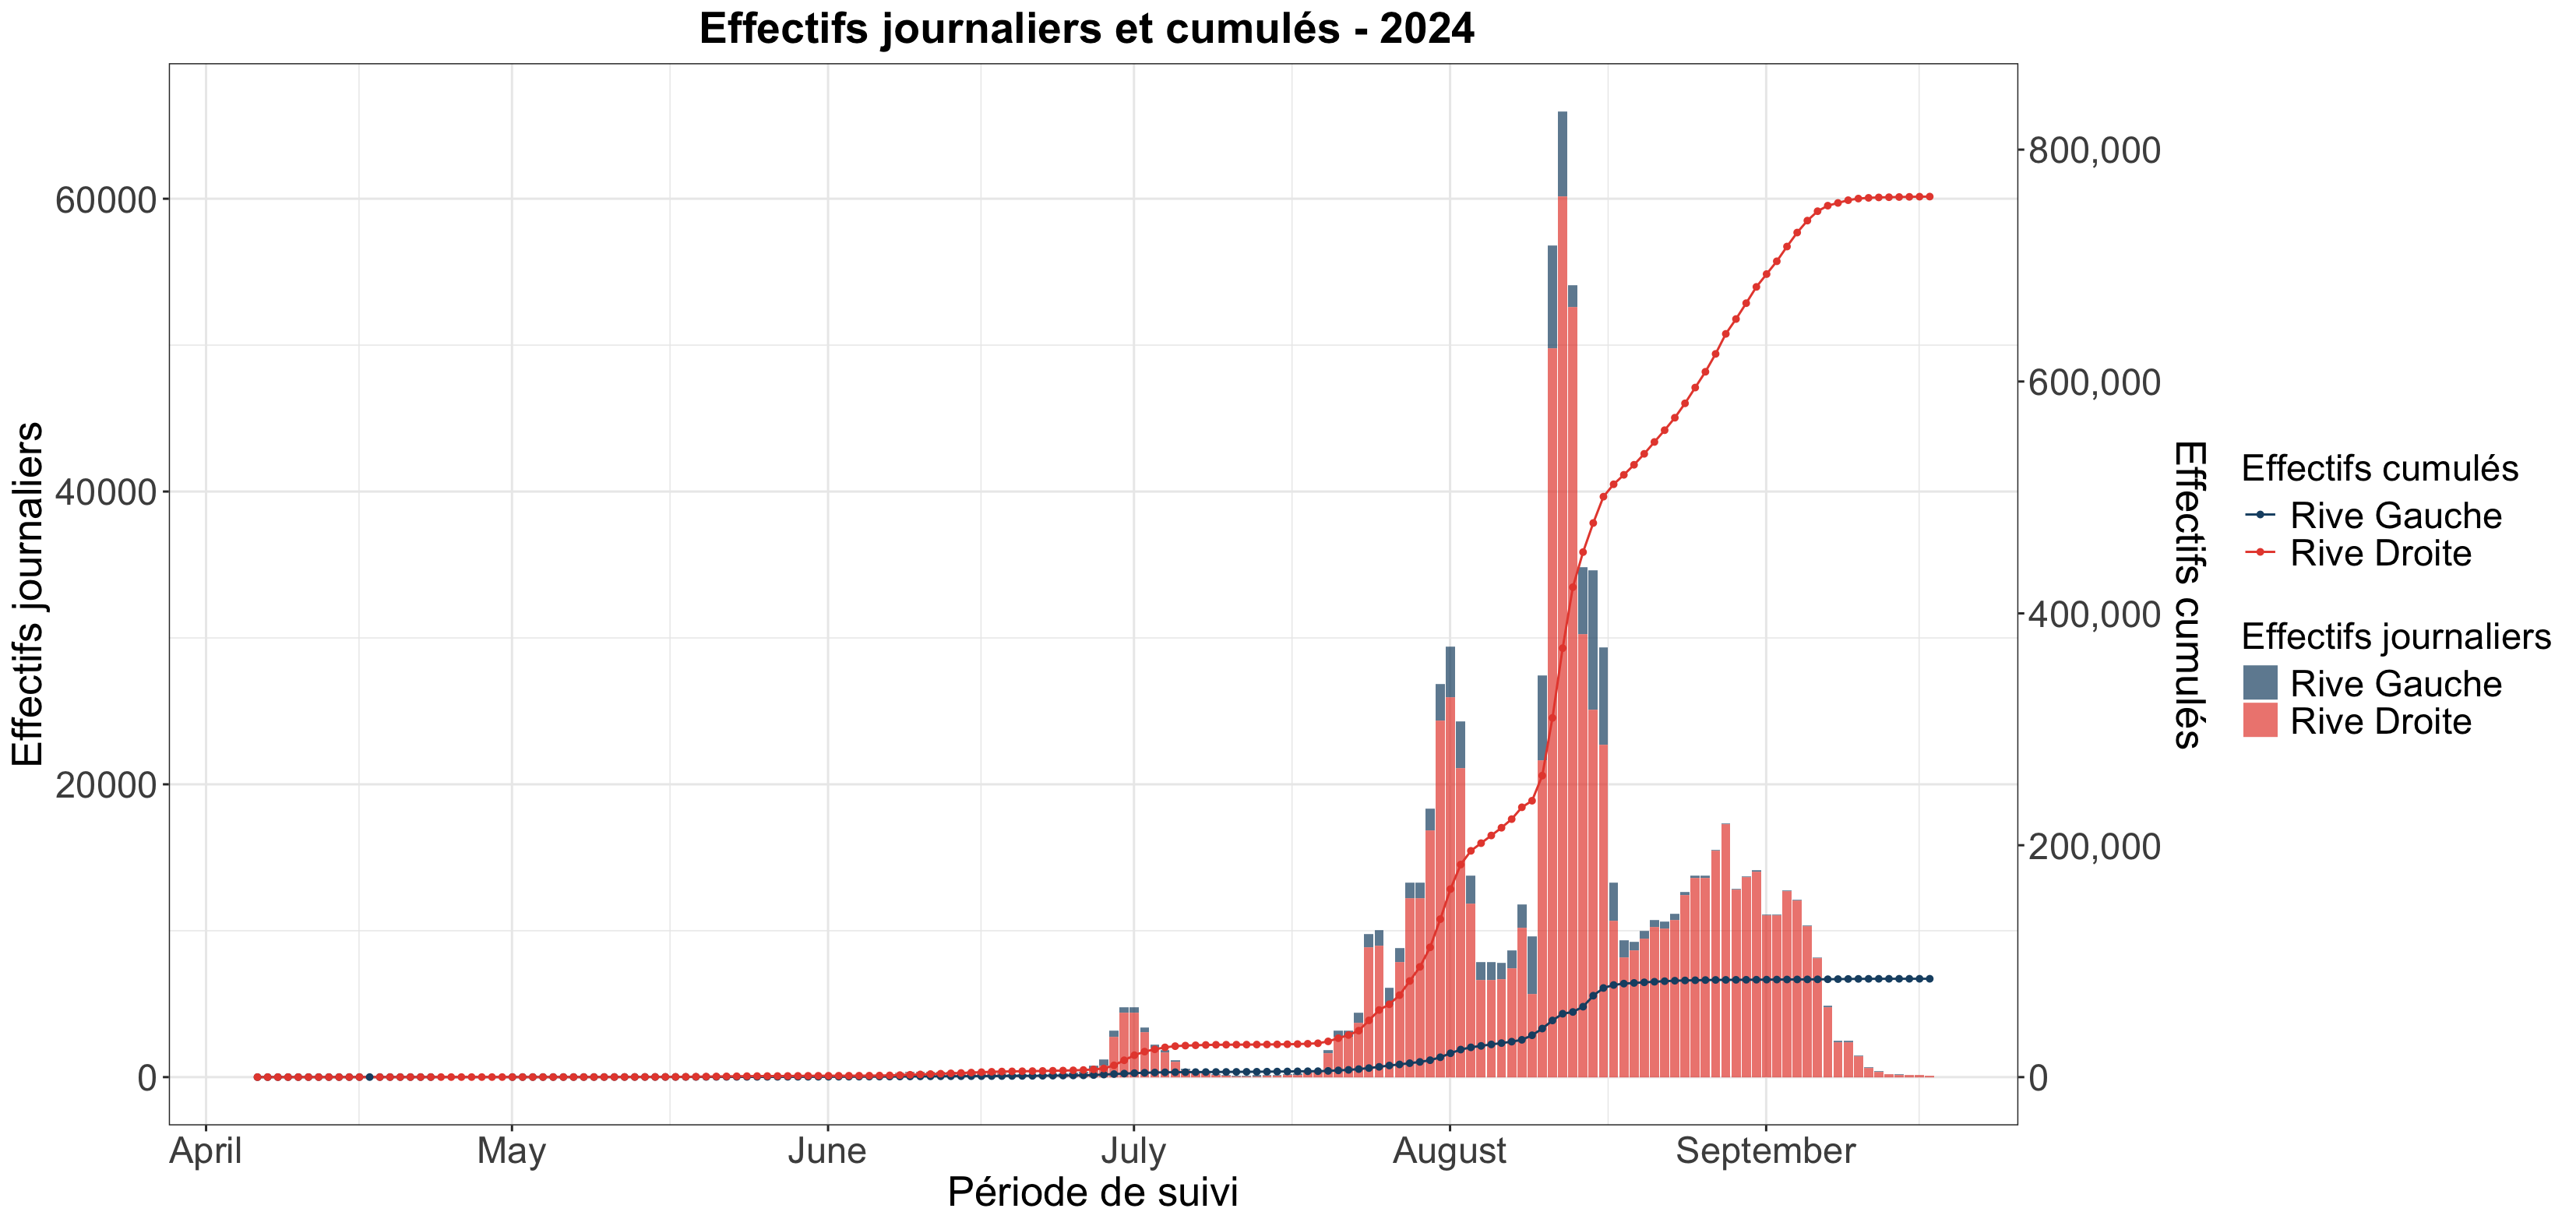 Effectifs journaliers et cumulés - 2024
Effectifs journaliers
60000
40000
20000
0
800,000
600,000
400,000
200,000
0
Effectifs cumulés
April
May
June
July
August
September
Période de suivi
Effectifs cumulés
Rive Gauche
Rive Droite
Effectifs journaliers
Rive Gauche
Rive Droite